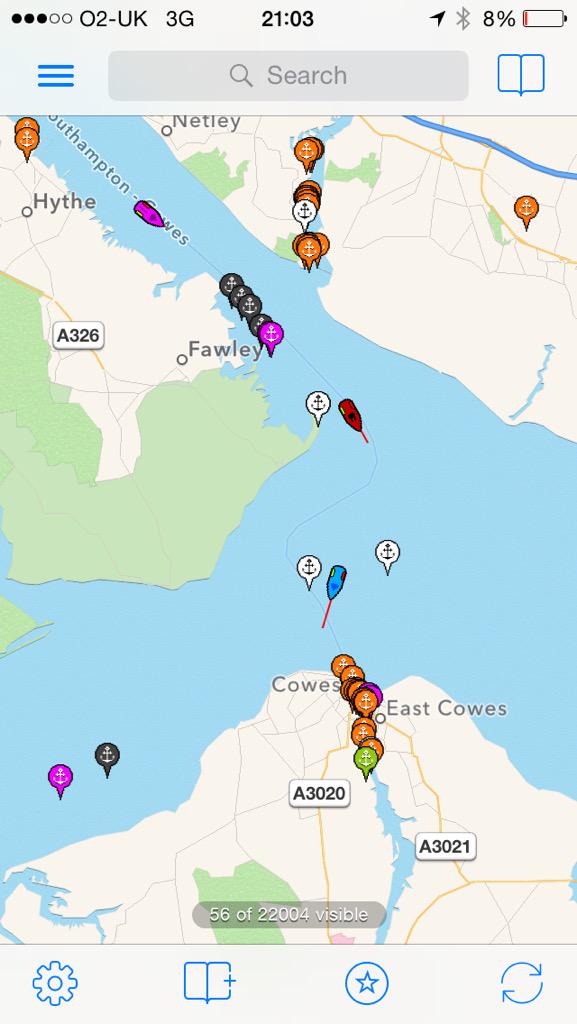 O2-UK 3G 21:03 8%
Search
Netley
outhampton - Cowes
Hythe
A326
Fawley
Cowes
East Cowes
A3020
A3021
56 of 22004 visible